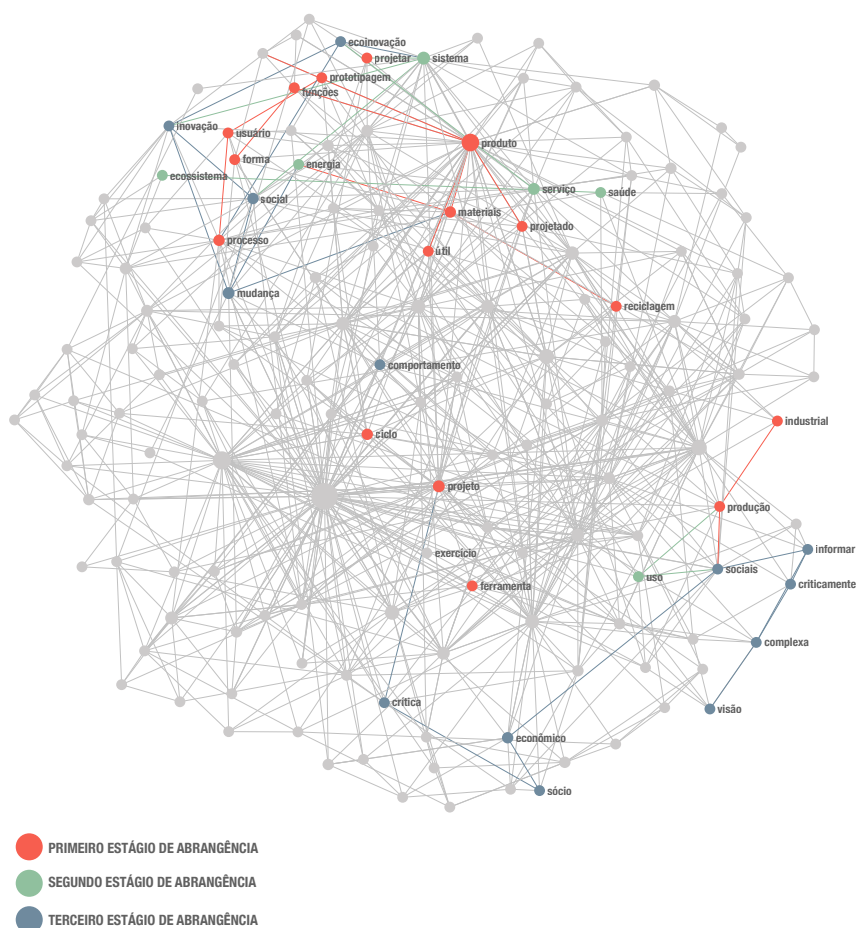 ecoinovação
projetar
sistema
prototipagem
funções
inovação
usuário
produto
forma
energia
ecossistema
serviço
saúde
social
materiais
projetado
processo
útil
mudança
reciclagem
comportamento
industrial
ciclo
projeto
produção
exercício
informar
sociais
uso
criticamente
ferramenta
complexa
crítica
visão
econômico
sócio
PRIMEIRO ESTÁGIO DE ABRANGÊNCIA
SEGUNDO ESTÁGIO DE ABRANGÊNCIA
TERCEIRO ESTÁGIO DE ABRANGÊNCIA